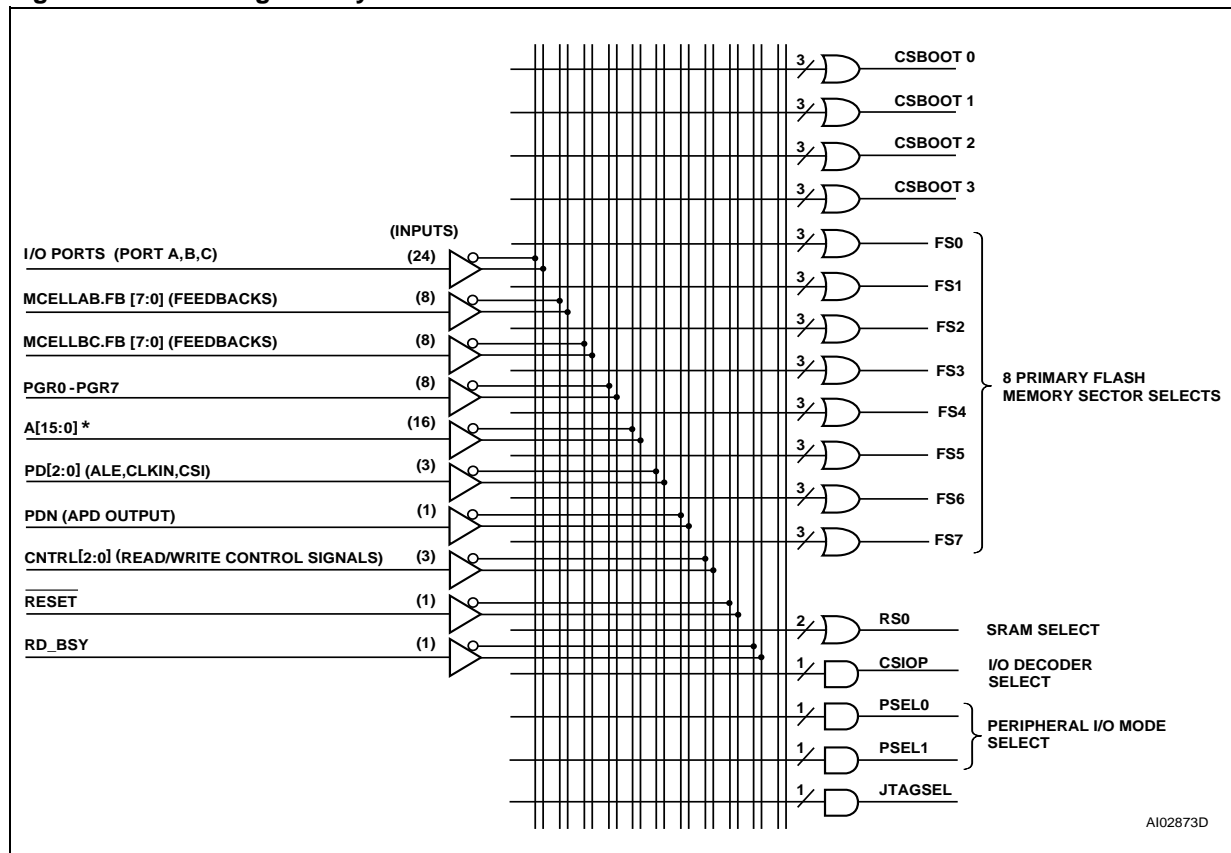 3
CSBOOT 0
3
CSBOOT 1
3
CSBOOT 2
3
CSBOOT 3
(INPUTS)
I/O PORTS (PORT A,B,C)
(24)
MCELLAB.FB [7:0] (FEEDBACKS)
(8)
MCELLBC.FB [7:0] (FEEDBACKS)
(8)
PGR0 -PGR7
(8)
A[15:0] *
(16)
PD[2:0] (ALE,CLKIN,CSI)
(3)
PDN (APD OUTPUT)
(1)
CNTRL[2:0] (READ/WRITE CONTROL SIGNALS)
(3)
RESET
(1)
RD_BSY
(1)
3
FS0
3
FS1
3
FS2
3
FS3
3
FS4
3
FS5
3
FS6
3
FS7
8 PRIMARY FLASH
MEMORY SECTOR SELECTS
2
RS0
SRAM SELECT
1
CSIOP
I/O DECODER
SELECT
1
PSEL0
1
PSEL1
PERIPHERAL I/O MODE
SELECT
1
JTAGSEL
AI02873D